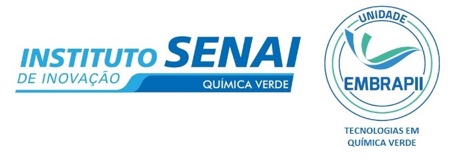 INSTITUTO SENAI
DE INOVAÇÃO
QUÍMICA VERDE
UNIDADE
EMBRAPII
TECNOLOGIAS EM
QUÍMICA VERDE